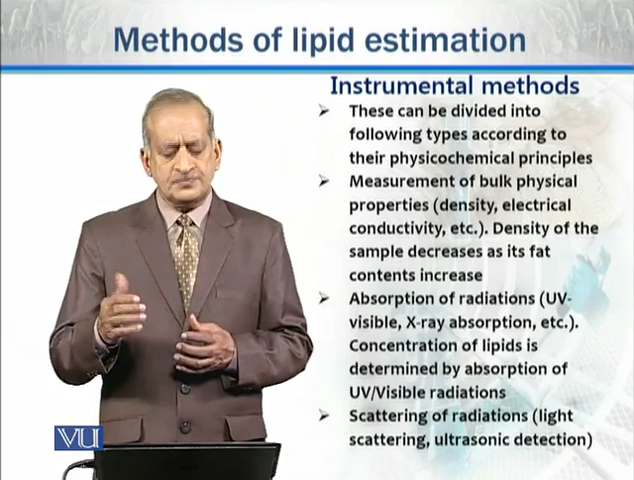 Methods of lipid estimation
Instrumental methods
➢ These can be divided into
following types according to
their physicochemical principles
➢ Measurement of bulk physical
properties (density, electrical
conductivity, etc.). Density of the
sample decreases as its fat
contents increase
➢ Absorption of radiations (UV-
visible, X-ray absorption, etc.).
Concentration of lipids is
determined by absorption of
UV/Visible radiations
➢ Scattering of radiations (light
scattering, ultrasonic detection)
VU